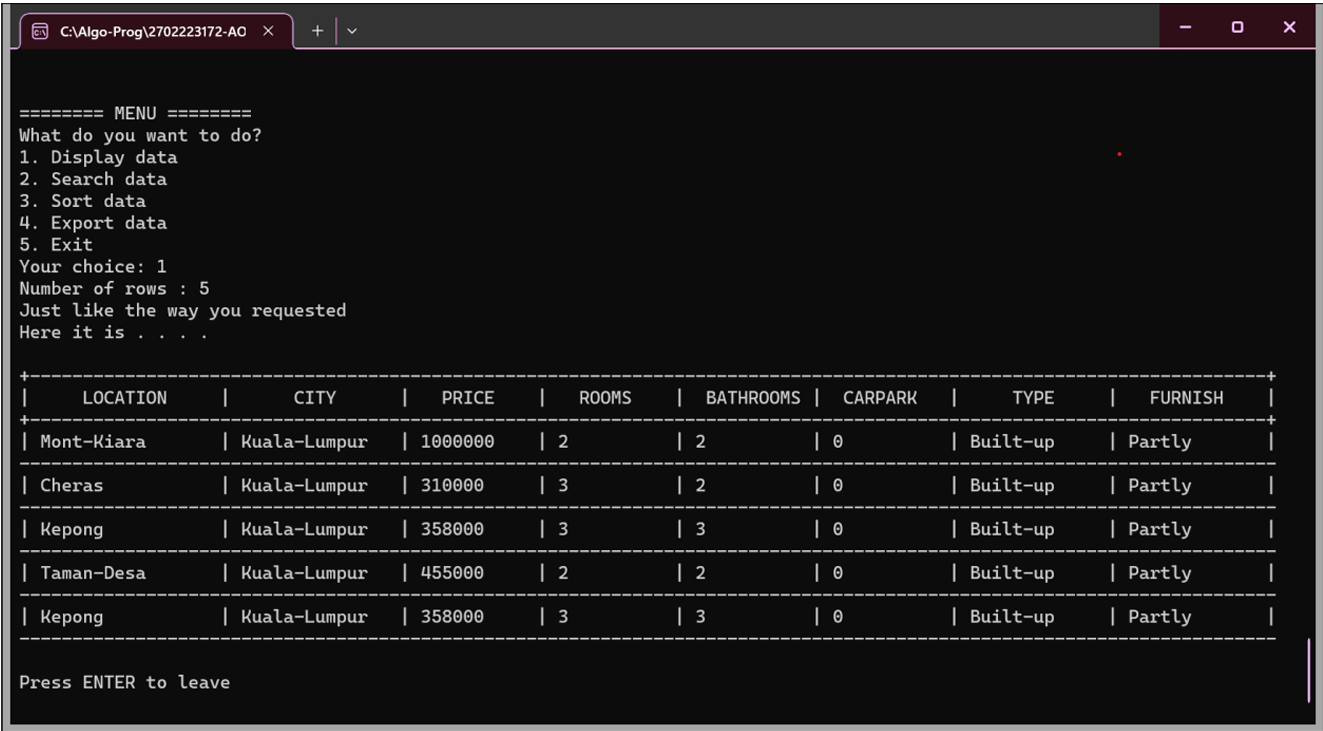 C:\Algo-Prog\2702223172-AO
======== MENU ========
What do you want to do?
1. Display data
2. Search data
3. Sort data
4. Export data
5. Exit
Your choice: 1
Number of rows : 5
Just like the way you requested
Here it is . . . .
| LOCATION | CITY | PRICE | ROOMS | BATHROOMS | CARPARK | TYPE | FURNISH |
| Mont-Kiara | Kuala-Lumpur | 1000000 | 2 | 2 | 0 | Built-up | Partly |
| Cheras | Kuala-Lumpur | 310000 | 3 | 2 | 0 | Built-up | Partly |
| Kepong | Kuala-Lumpur | 358000 | 3 | 3 | 0 | Built-up | Partly |
| Taman-Desa | Kuala-Lumpur | 455000 | 2 | 2 | 0 | Built-up | Partly |
| Kepong | Kuala-Lumpur | 358000 | 3 | 3 | 0 | Built-up | Partly |
Press ENTER to leave